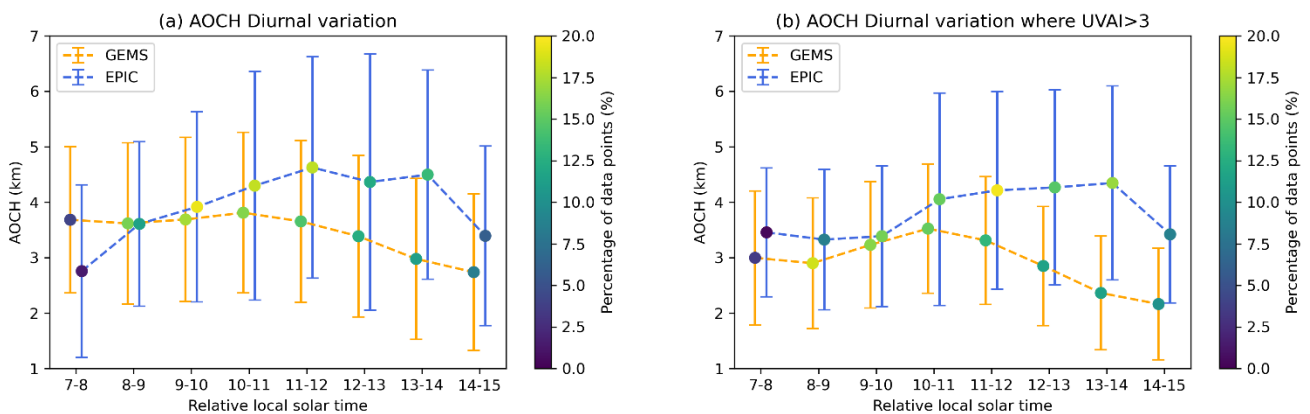 (a) AOCH Diurnal variation
7
6
5
4
3
2
1
AOCH (km)
GEMS
EPIC
7-8 8-9 9-10 10-11 11-12 12-13 13-14 14-15
Relative local solar time
20.0
17.5
15.0
12.5
10.0
7.5
5.0
2.5
0.0
Percentage of data points (%)
(b) AOCH Diurnal variation where UVAI>3
7
6
5
4
3
2
1
AOCH (km)
GEMS
EPIC
7-8 8-9 9-10 10-11 11-12 12-13 13-14 14-15
Relative local solar time
20.0
17.5
15.0
12.5
10.0
7.5
5.0
2.5
0.0
Percentage of data points (%)